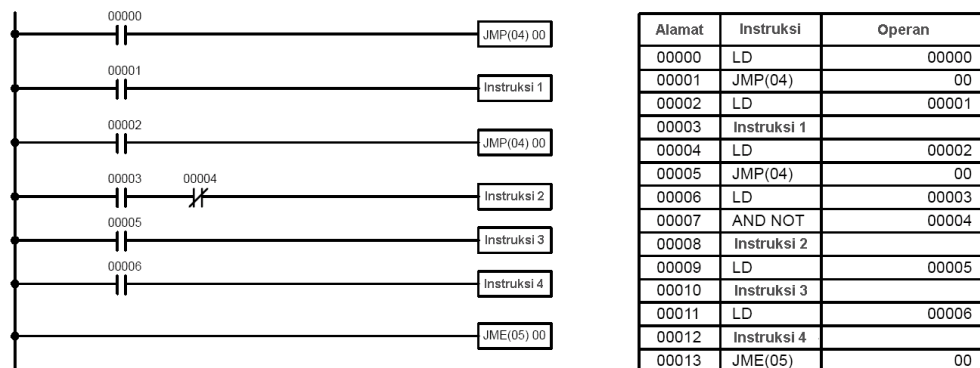 00000
JMP(04) 00
00001
Instruksi 1
00002
JMP(04) 00
00003 00004
Instruksi 2
00005
Instruksi 3
00006
Instruksi 4
JME(05) 00
Alamat Instruksi Operan
00000 LD 00000
00001 JMP(04) 00
00002 LD 00001
00003 Instruksi 1
00004 LD 00002
00005 JMP(04) 00
00006 LD 00003
00007 AND NOT 00004
00008 Instruksi 2
00009 LD 00005
00010 Instruksi 3
00011 LD 00006
00012 Instruksi 4
00013 JME(05) 00